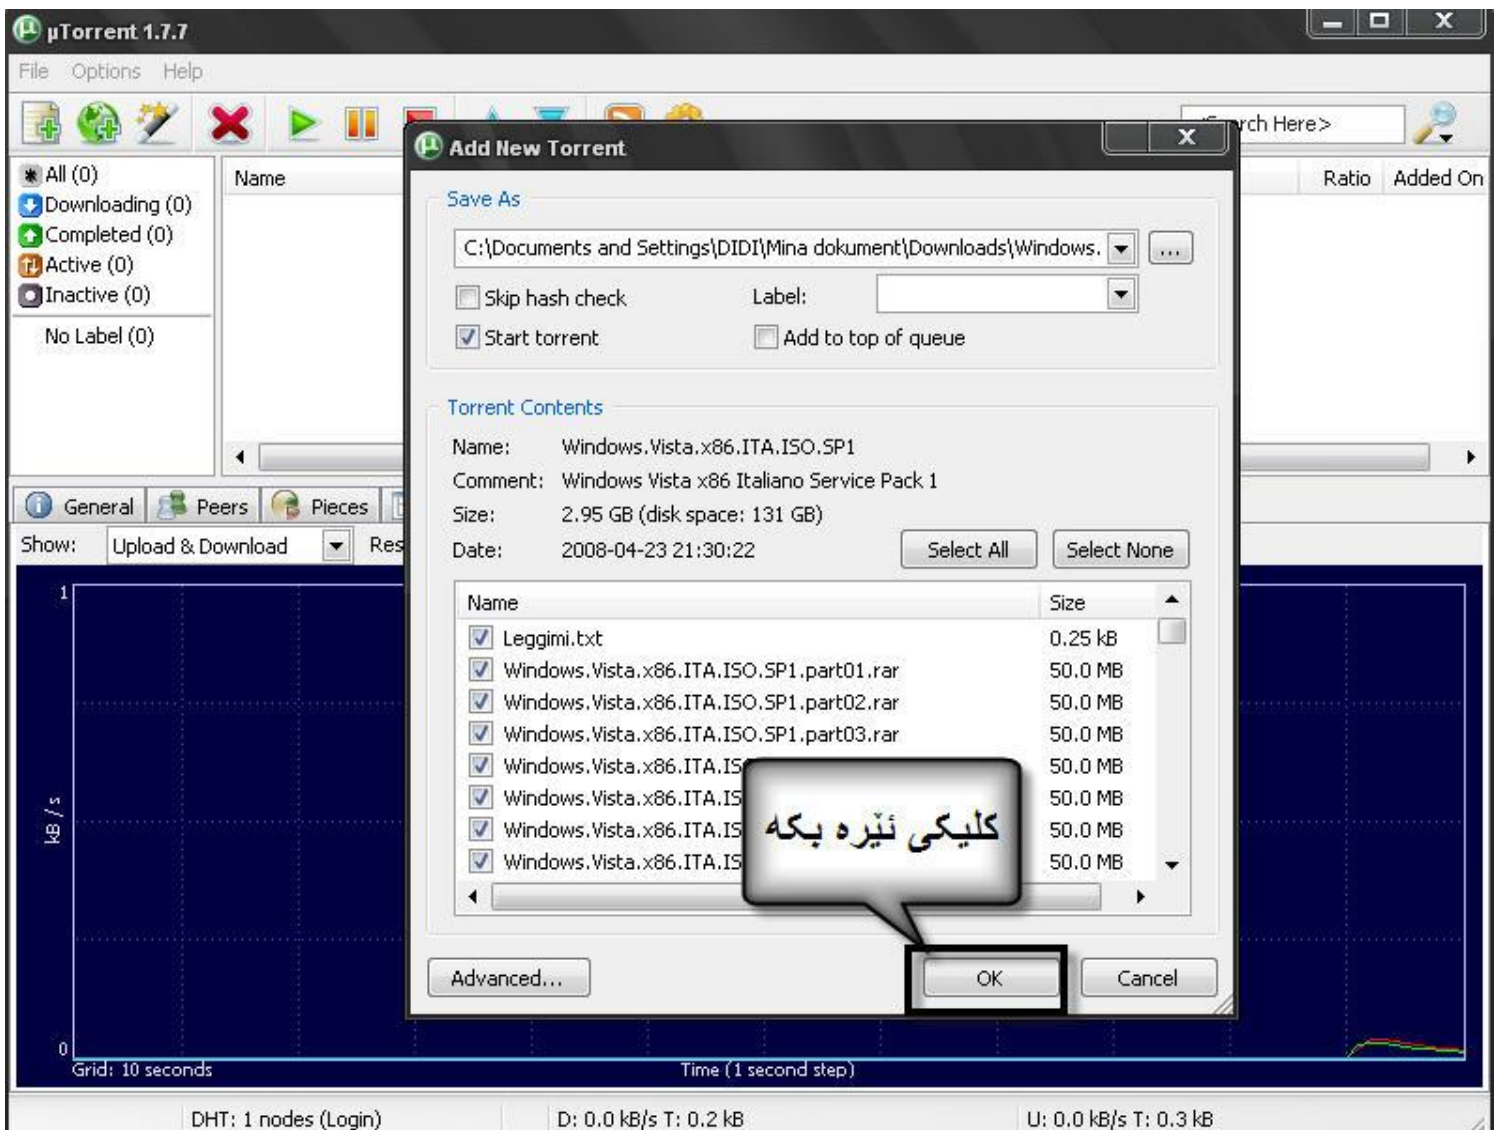 µTorrent 1.7.7
File Options Help
Here>
All (0)
Downloading (0)
Completed (0)
Active (0)
Inactive (0)
No Label (0)
Name
Ratio Added On
Add New Torrent
Save As
C:\Documents and Settings\DIDI\Mina dokument\Downloads\Windows.
...
Skip hash check
Label:
Start torrent
Add to top of queue
Torrent Contents
Name: Windows.Vista.x86.ITA.ISO.SP1
Comment: Windows Vista x86 Italiano Service Pack 1
Size: 2.95 GB (disk space: 131 GB)
Date: 2008-04-23 21:30:22
Select All Select None
Name Size
Leggimi.txt 0.25 kB
Windows.Vista.x86.ITA.ISO.SP1.part01.rar 50.0 MB
Windows.Vista.x86.ITA.ISO.SP1.part02.rar 50.0 MB
Windows.Vista.x86.ITA.ISO.SP1.part03.rar 50.0 MB
Windows.Vista.x86.ITA.IS 50.0 MB
Windows.Vista.x86.ITA.IS 50.0 MB
Windows.Vista.x86.ITA.IS 50.0 MB
Windows.Vista.x86.ITA.IS 50.0 MB
كلیكی ئێره بكه
Advanced... OK Cancel
General Peers Pieces
Show: Upload & Download Res
1
kB / s
0
Grid: 10 seconds
Time (1 second step)
DHT: 1 nodes (Login) D: 0.0 kB/s T: 0.2 kB U: 0.0 kB/s T: 0.3 kB